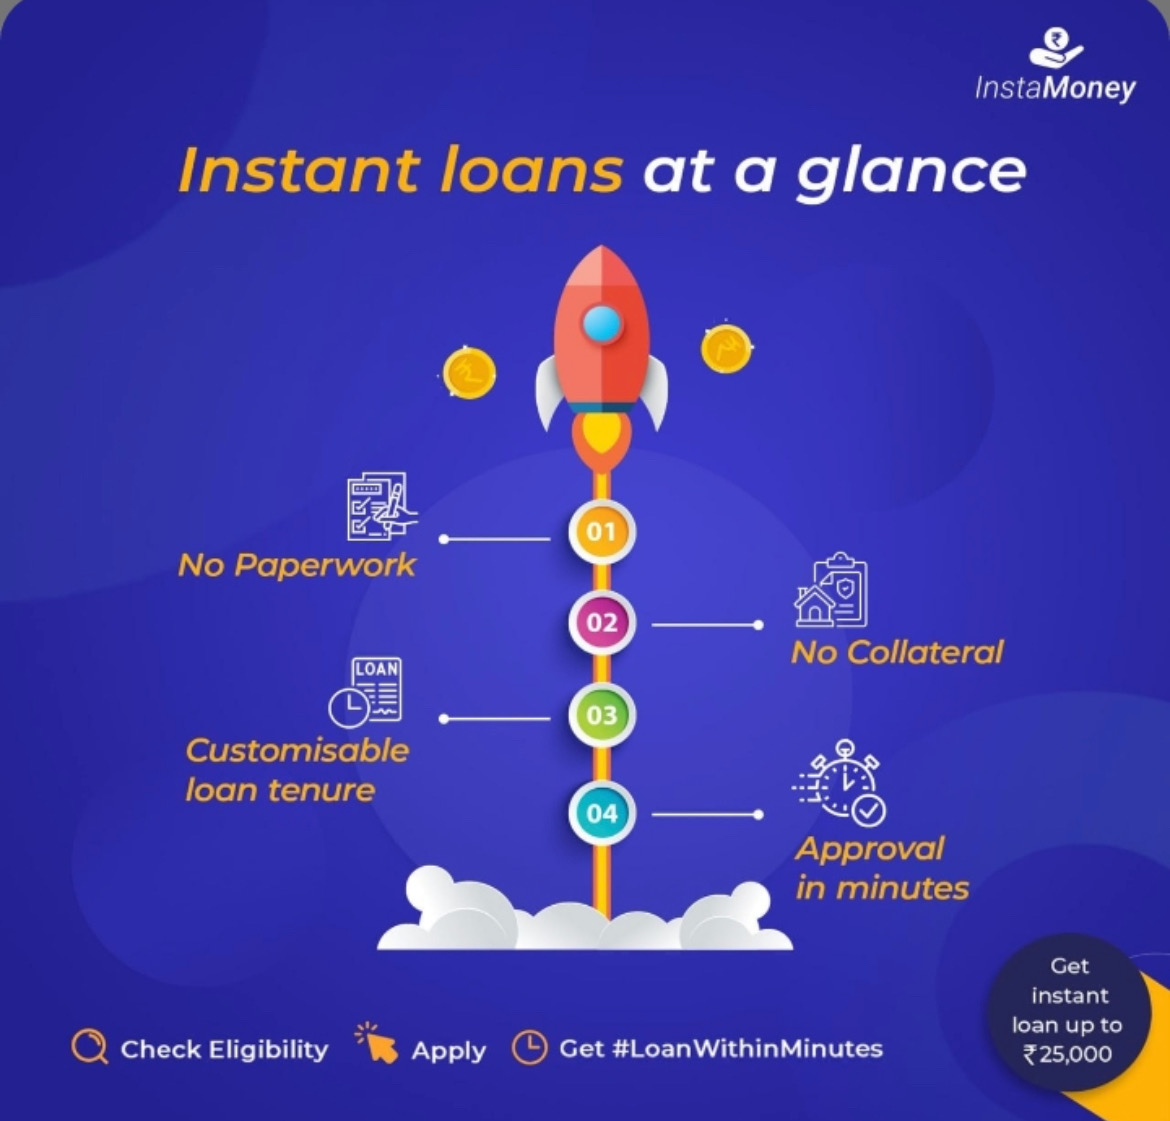 InstaMoney
Instant loans at a glance
01
No Paperwork
02
No Collateral
LOAN
03
Customisable
loan tenure
04
Approval
in minutes
Get
instant
loan up to
₹25,000
Check Eligibility Apply Get #LoanWithinMinutes